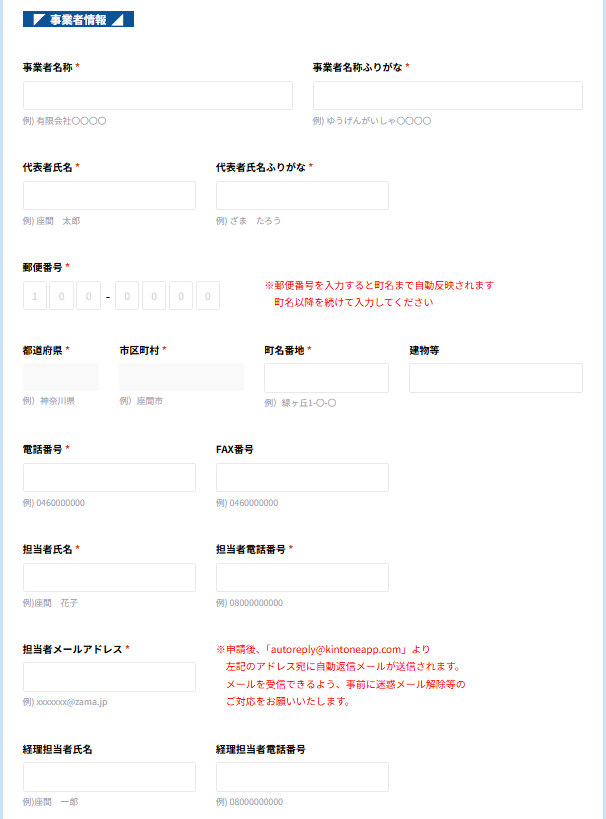 事業者情報
事業者名称 * 事業者名称ふりがな *
例) 有限会社〇〇〇〇 例) ゆうげんがいしゃ〇〇〇〇
代表者氏名 * 代表者氏名ふりがな *
例) 座間　太郎 例) ざま　たろう
郵便番号 *
1 0 0 - 0 0 0 0
※郵便番号を入力すると町名まで自動反映されます
町名以降を続けて入力してください
都道府県 * 市区町村 * 町名番地 * 建物等
例）神奈川県 例）座間市 例）緑ヶ丘1-〇-〇
電話番号 * FAX番号
例) 0460000000 例) 0460000000
担当者氏名 * 担当者電話番号 *
例)座間　花子 例) 08000000000
担当者メールアドレス *
例) xxxxxxx@zama.jp
※申請後、「autoreply@kintoneapp.com」より
左記のアドレス宛に自動返信メールが送信されます。
メールを受信できるよう、事前に迷惑メール解除等の
ご対応をお願いいたします。
経理担当者氏名 経理担当者電話番号
例)座間　一郎 例) 08000000000